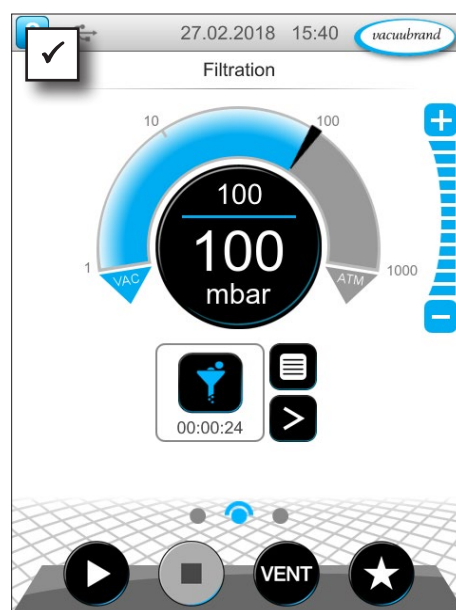 27.02.2018 15:40 vacuubrand
Filtration
10 100
100
100
mbar
1 VAC ATM 1000
00:00:24
VENT